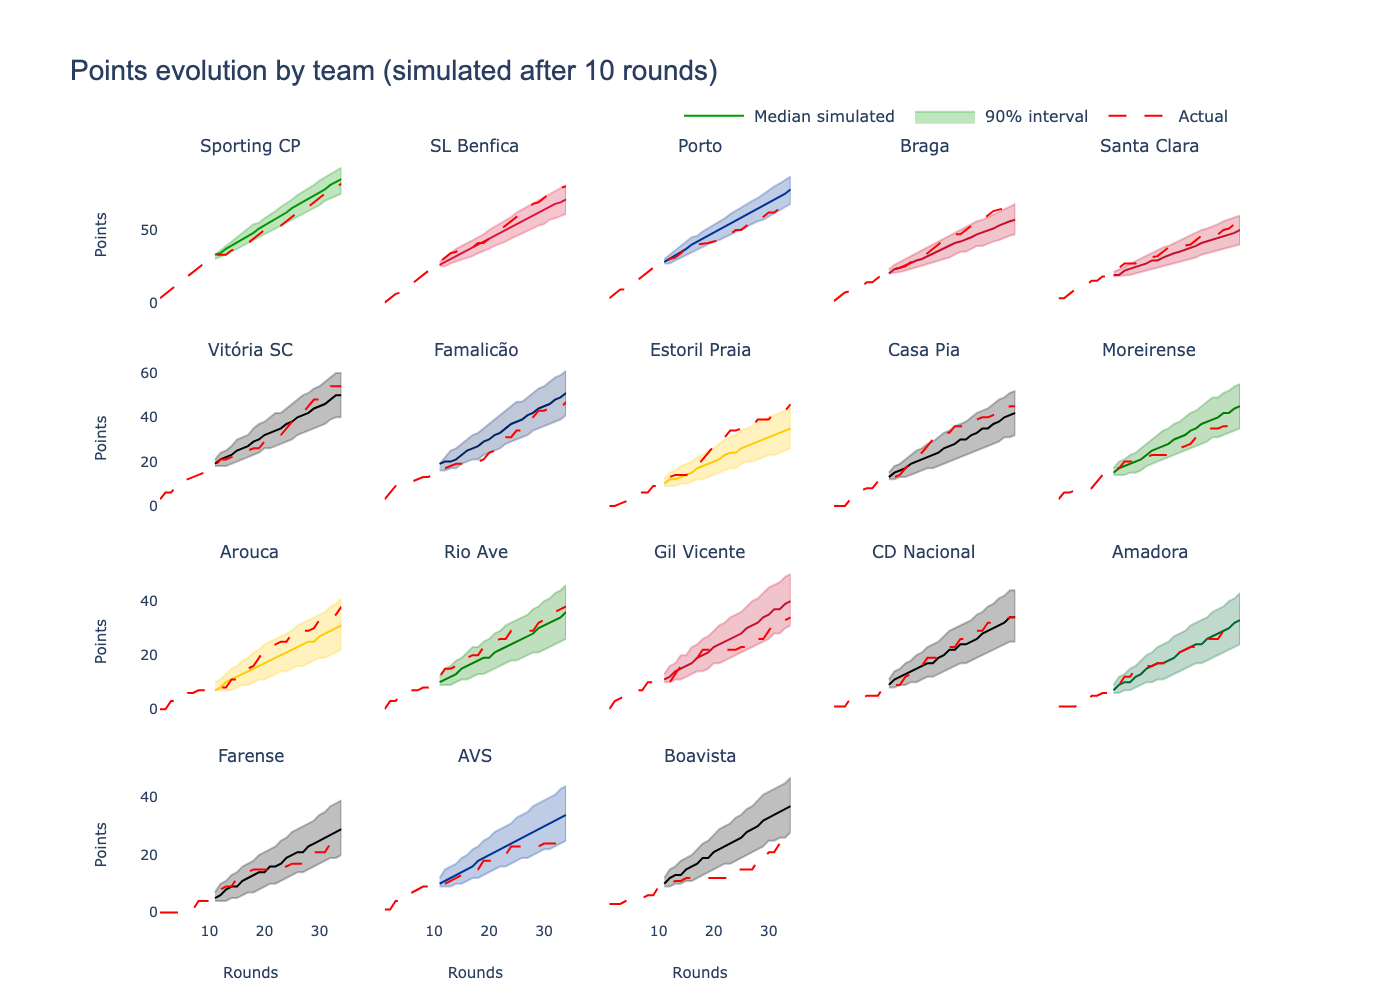 Points evolution by team (simulated after 10 rounds)
Median simulated 90% interval Actual
Sporting CP SL Benfica Porto Braga Santa Clara
Points
50
0
Vitória SC Famalicão Estoril Praia Casa Pia Moreirense
Points
60
40
20
0
Arouca Rio Ave Gil Vicente CD Nacional Amadora
Points
40
20
0
Farense AVS Boavista
Points
40
20
0
10 20 30 10 20 30 10 20 30
Rounds Rounds Rounds